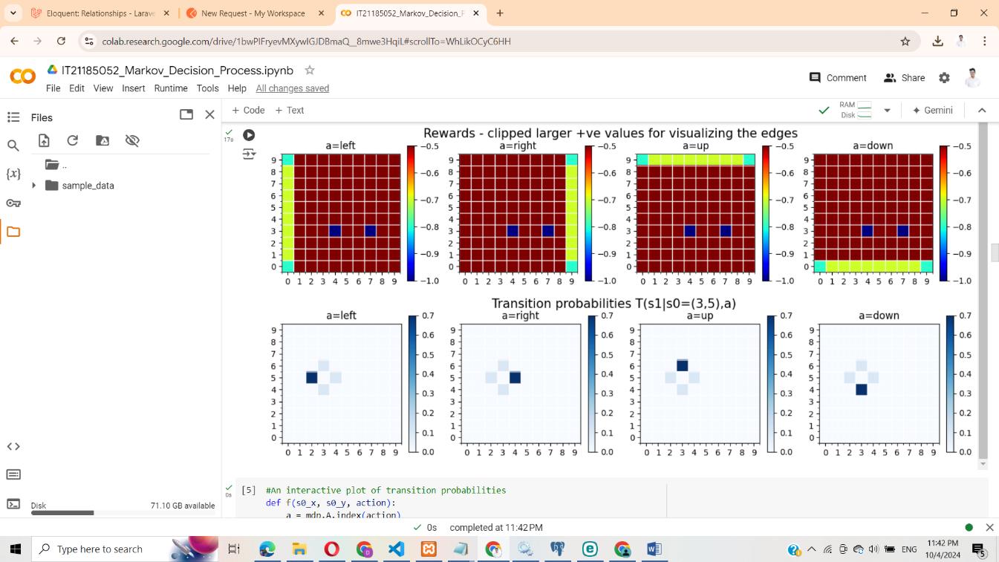 Eloquent: Relationships - Larave
New Request - My Workspace
IT21185052_Markov_Decision_P
colab.research.google.com/drive/1bwPlFryevMXywIGJDBmaQ__8mwe3HqiL#scrollTo=WhLikOCyC6HH
IT21185052_Markov_Decision_Process.ipynb
Comment Share
File Edit View Insert Runtime Tools Help All changes saved
Files
+ Code + Text
RAM
Disk
Gemini
..
sample_data
17s
Rewards - clipped larger +ve values for visualizing the edges
a=left a=right a=up a=down
9 8 7 6 5 4 3 2 1 0
0 1 2 3 4 5 6 7 8 9
−0.5 −0.6 −0.7 −0.8 −0.9 −1.0
9 8 7 6 5 4 3 2 1 0
0 1 2 3 4 5 6 7 8 9
−0.5 −0.6 −0.7 −0.8 −0.9 −1.0
9 8 7 6 5 4 3 2 1 0
0 1 2 3 4 5 6 7 8 9
−0.5 −0.6 −0.7 −0.8 −0.9 −1.0
9 8 7 6 5 4 3 2 1 0
0 1 2 3 4 5 6 7 8 9
−0.5 −0.6 −0.7 −0.8 −0.9 −1.0
Transition probabilities T(s1|s0=(3,5),a)
a=left a=right a=up a=down
9 8 7 6 5 4 3 2 1 0
0 1 2 3 4 5 6 7 8 9
0.7 0.6 0.5 0.4 0.3 0.2 0.1 0.0
9 8 7 6 5 4 3 2 1 0
0 1 2 3 4 5 6 7 8 9
0.7 0.6 0.5 0.4 0.3 0.2 0.1 0.0
9 8 7 6 5 4 3 2 1 0
0 1 2 3 4 5 6 7 8 9
0.7 0.6 0.5 0.4 0.3 0.2 0.1 0.0
9 8 7 6 5 4 3 2 1 0
0 1 2 3 4 5 6 7 8 9
0.7 0.6 0.5 0.4 0.3 0.2 0.1 0.0
0s
[5] #An interactive plot of transition probabilities
def f(s0_x, s0_y, action):
a = mdp.A.index(action)
Disk 71.10 GB available
0s completed at 11:42 PM
Type here to search
ENG
11:42 PM
10/4/2024
5